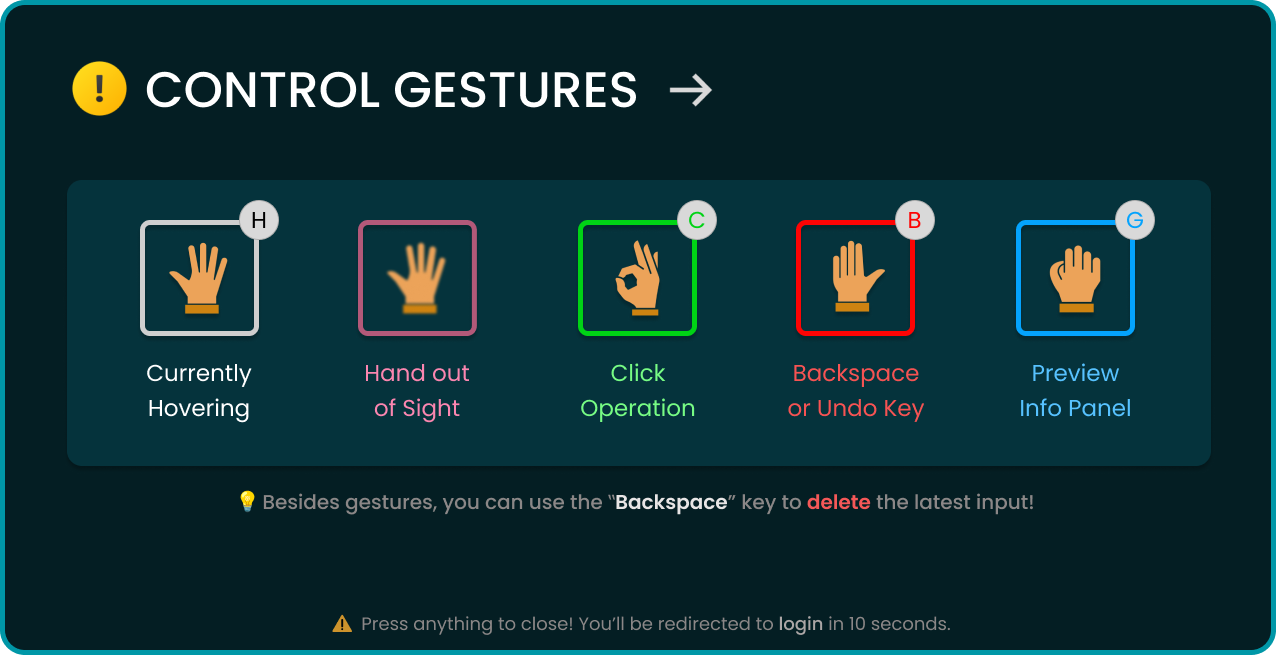 ! CONTROL GESTURES →
H
C
B
G
Currently
Hovering
Hand out
of Sight
Click
Operation
Backspace
or Undo Key
Preview
Info Panel
Besides gestures, you can use the “Backspace” key to delete the latest input!
Press anything to close! You’ll be redirected to login in 10 seconds.